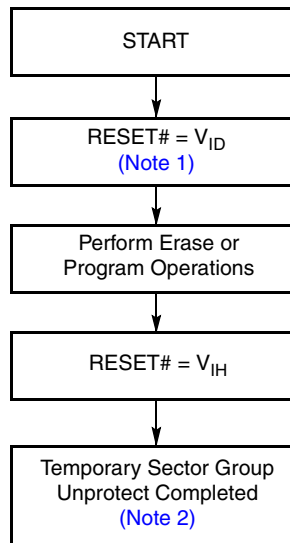 START
RESET# = VID
(Note 1)
Perform Erase or
Program Operations
RESET# = VIH
Temporary Sector Group
Unprotect Completed
(Note 2)